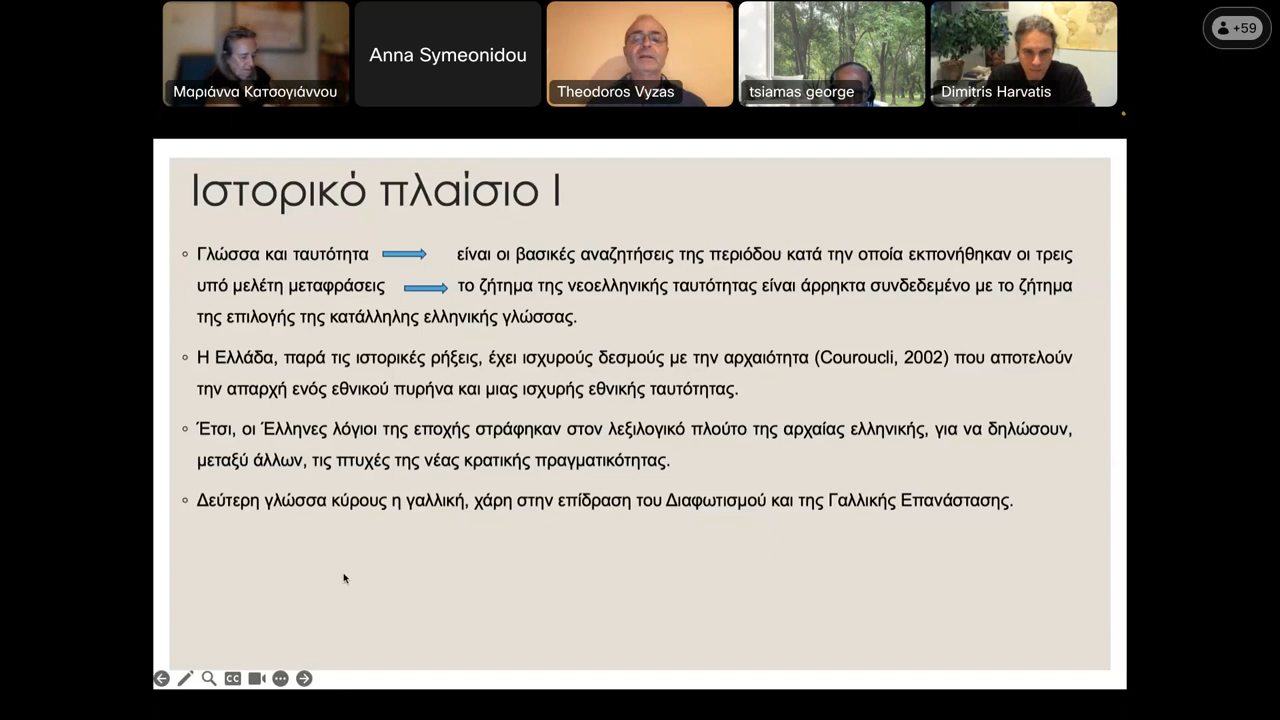 Anna Symeonidou
+59
Μαριάννα Κατσογιάννου
Theodoros Vyzas
tsiamas george
Dimitris Harvatis
Ιστορικό πλαίσιο Ι
Γλώσσα και ταυτότητα είναι οι βασικές αναζητήσεις της περιόδου κατά την οποία εκπονήθηκαν οι τρεις
υπό μελέτη μεταφράσεις το ζήτημα της νεοελληνικής ταυτότητας είναι άρρηκτα συνδεδεμένο με το ζήτημα
της επιλογής της κατάλληλης ελληνικής γλώσσας.
Η Ελλάδα, παρά τις ιστορικές ρήξεις, έχει ισχυρούς δεσμούς με την αρχαιότητα (Couroucli, 2002) που αποτελούν
την απαρχή ενός εθνικού πυρήνα και μιας ισχυρής εθνικής ταυτότητας.
Έτσι, οι Έλληνες λόγιοι της εποχής στράφηκαν στον λεξιλογικό πλούτο της αρχαίας ελληνικής, για να δηλώσουν,
μεταξύ άλλων, τις πτυχές της νέας κρατικής πραγματικότητας.
Δεύτερη γλώσσα κύρους η γαλλική, χάρη στην επίδραση του Διαφωτισμού και της Γαλλικής Επανάστασης.
CC